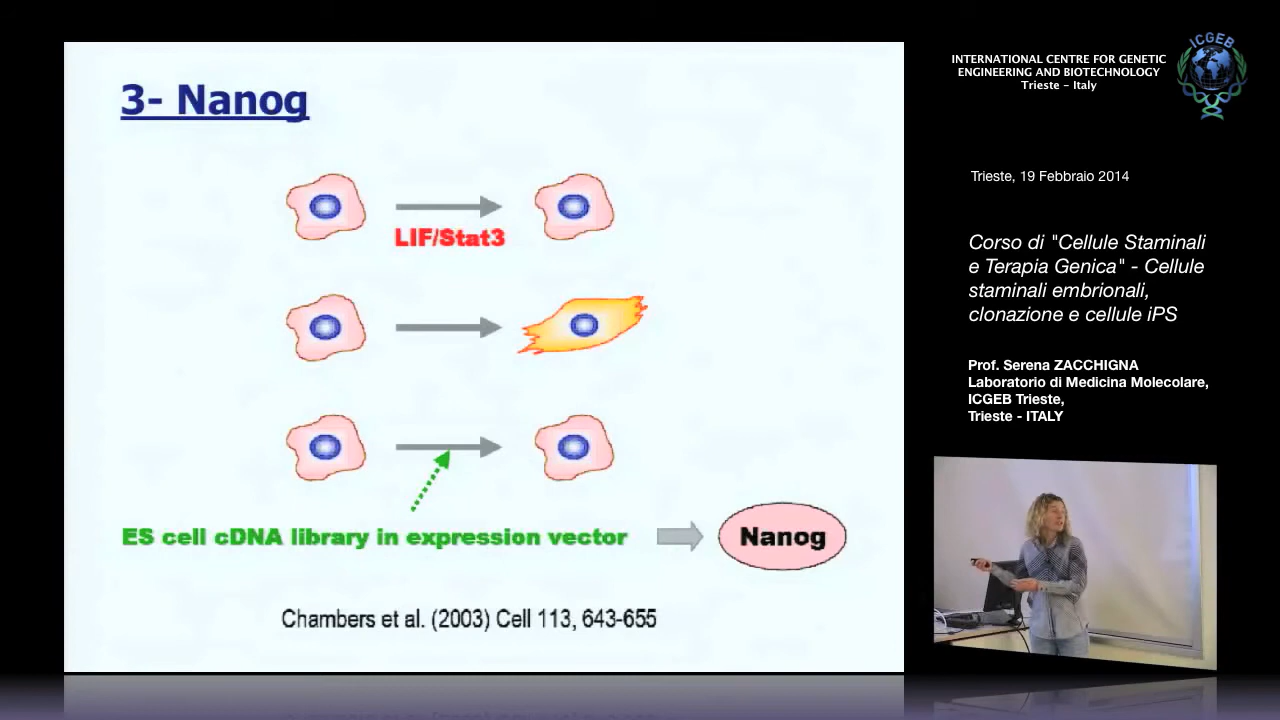 3- Nanog
LIF/Stat3
ES cell cDNA library in expression vector
Nanog
Chambers et al. (2003) Cell 113, 643-655
INTERNATIONAL CENTRE FOR GENETIC
ENGINEERING AND BIOTECHNOLOGY
Trieste - Italy
ICGEB
Trieste, 19 Febbraio 2014
Corso di "Cellule Staminali
e Terapia Genica" - Cellule
staminali embrionali,
clonazione e cellule iPS
Prof. Serena ZACCHIGNA
Laboratorio di Medicina Molecolare,
ICGEB Trieste,
Trieste - ITALY